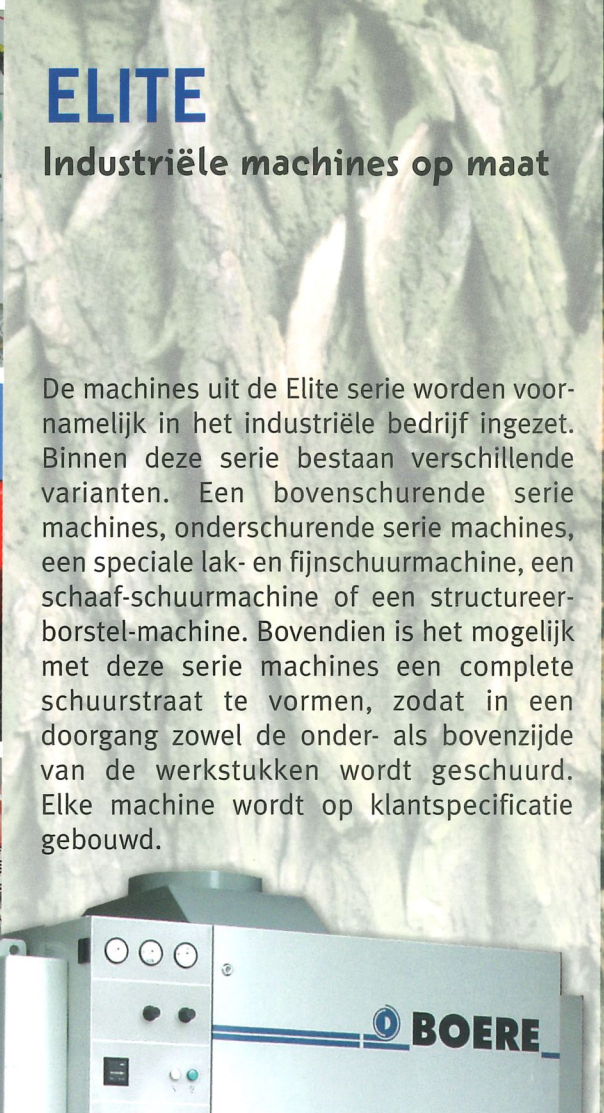 ELITE
Industriële machines op maat
De machines uit de Elite serie worden voor-
namelijk in het industriële bedrijf ingezet.
Binnen deze serie bestaan verschillende
varianten. Een bovenschurende serie
machines, onderschurende serie machines,
een speciale lak- en fijnschuurmachine, een
schaaf-schuurmachine of een structureer-
borstel-machine. Bovendien is het mogelijk
met deze serie machines een complete
schuurstraat te vormen, zodat in een
doorgang zowel de onder- als bovenzijde
van de werkstukken wordt geschuurd.
Elke machine wordt op klantspecificatie
gebouwd.
BOERE